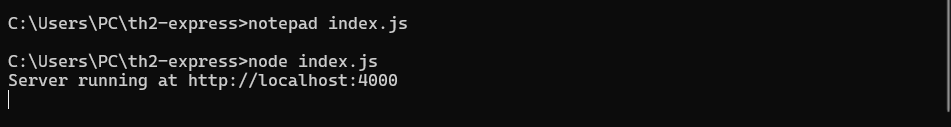 C:\Users\PC\th2-express>notepad index.js
C:\Users\PC\th2-express>node index.js
Server running at http://localhost:4000